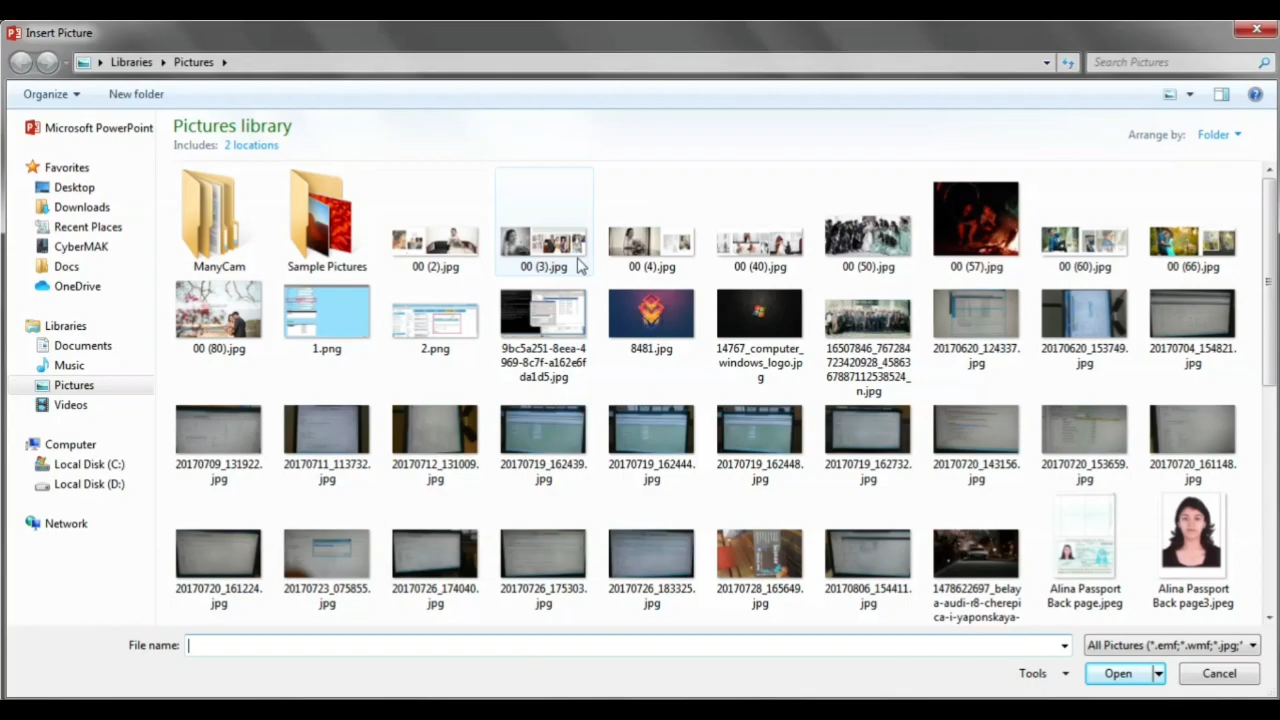 Insert Picture
Libraries Pictures
Search Pictures
Organize New folder
Microsoft PowerPoint
Pictures library
Includes: 2 locations
Arrange by: Folder
Favorites
Desktop
Downloads
Recent Places
CyberMAK
Docs
OneDrive
Libraries
Documents
Music
Pictures
Videos
Computer
Local Disk (C:)
Local Disk (D:)
Network
ManyCam
Sample Pictures
00 (2).jpg
00 (3).jpg
00 (4).jpg
00 (40).jpg
00 (50).jpg
00 (57).jpg
00 (60).jpg
00 (66).jpg
00 (80).jpg
1.png
2.png
9bc5a251-8eea-4
969-8c7f-a162e6f
da1d5.jpg
8481.jpg
14767_computer_
windows_logo.jp
g
16507846_767284
723420928_45863
67887112538524_
n.jpg
20170620_124337.
jpg
20170620_153749.
jpg
20170704_154821.
jpg
20170709_131922.
jpg
20170711_113732.
jpg
20170712_131009.
jpg
20170719_162439.
jpg
20170719_162444.
jpg
20170719_162448.
jpg
20170719_162732.
jpg
20170720_143156.
jpg
20170720_153659.
jpg
20170720_161148.
jpg
20170720_161224.
jpg
20170723_075855.
jpg
20170726_174040.
jpg
20170726_175303.
jpg
20170726_183325.
jpg
20170728_165649.
jpg
20170806_154411.
jpg
1478622697_belay
a-audi-r8-cherepi
ca-i-yaponskaya-
Alina Passport
Back page.jpeg
Alina Passport
Back page3.jpeg
File name:
All Pictures (*.emf;*.wmf;*.jpg;*
Tools
Open
Cancel